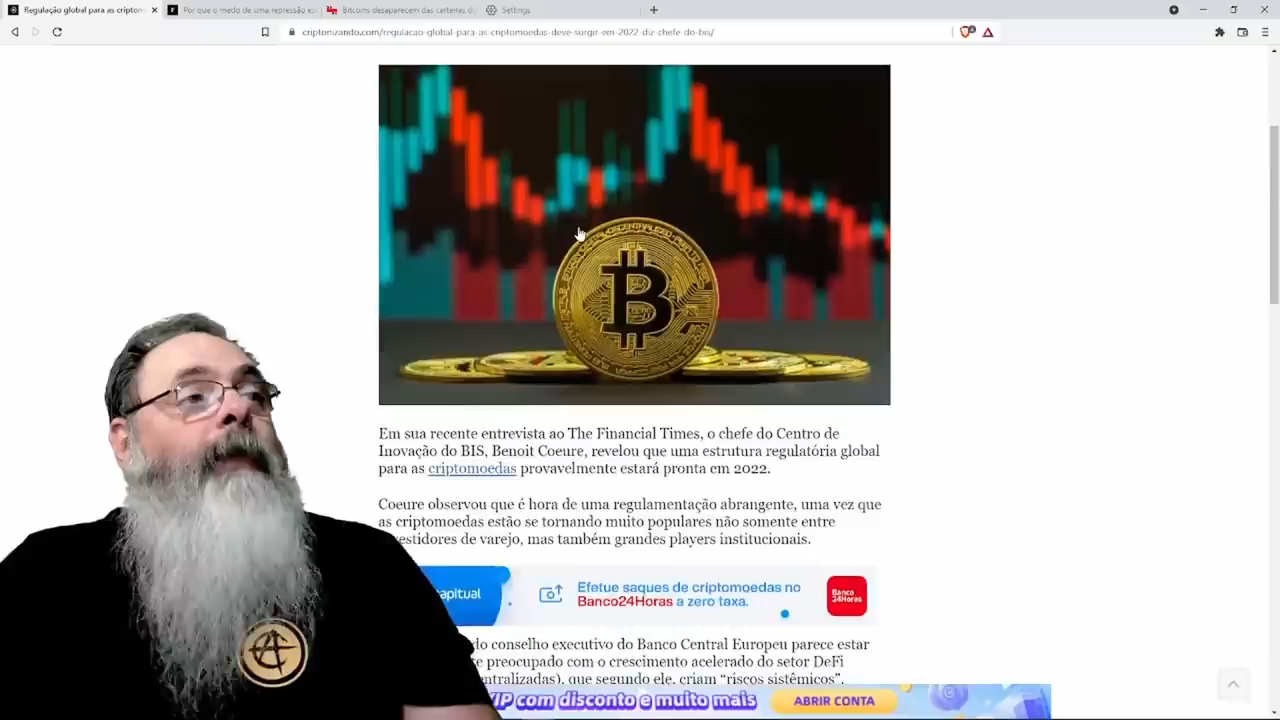 Regulação global para as criptom
Por que o medo de uma repressão es
Bitcoins desaparecem das carteiras d
Settings
criptonizando.com/regulacao-global-para-as-criptomoedas-deve-surgir-em-2022-diz-chefe-do-bis/
Em sua recente entrevista ao The Financial Times, o chefe do Centro de
Inovação do BIS, Benoit Coeure, revelou que uma estrutura regulatória global
para as criptomoedas provavelmente estará pronta em 2022.
Coeure observou que é hora de uma regulamentação abrangente, uma vez que
as criptomoedas estão se tornando muito populares não somente entre
estidores de varejo, mas também grandes players institucionais.
apitual
Efetue saques de criptomoedas no
Banco24Horas a zero taxa.
Banco
24Horas
do conselho executivo do Banco Central Europeu parece estar
e preocupado com o crescimento acelerado do setor DeFi
entralizadas), que segundo ele, criam “riscos sistêmicos”.
VIP com disconto e muito mais
ABRIR CONTA